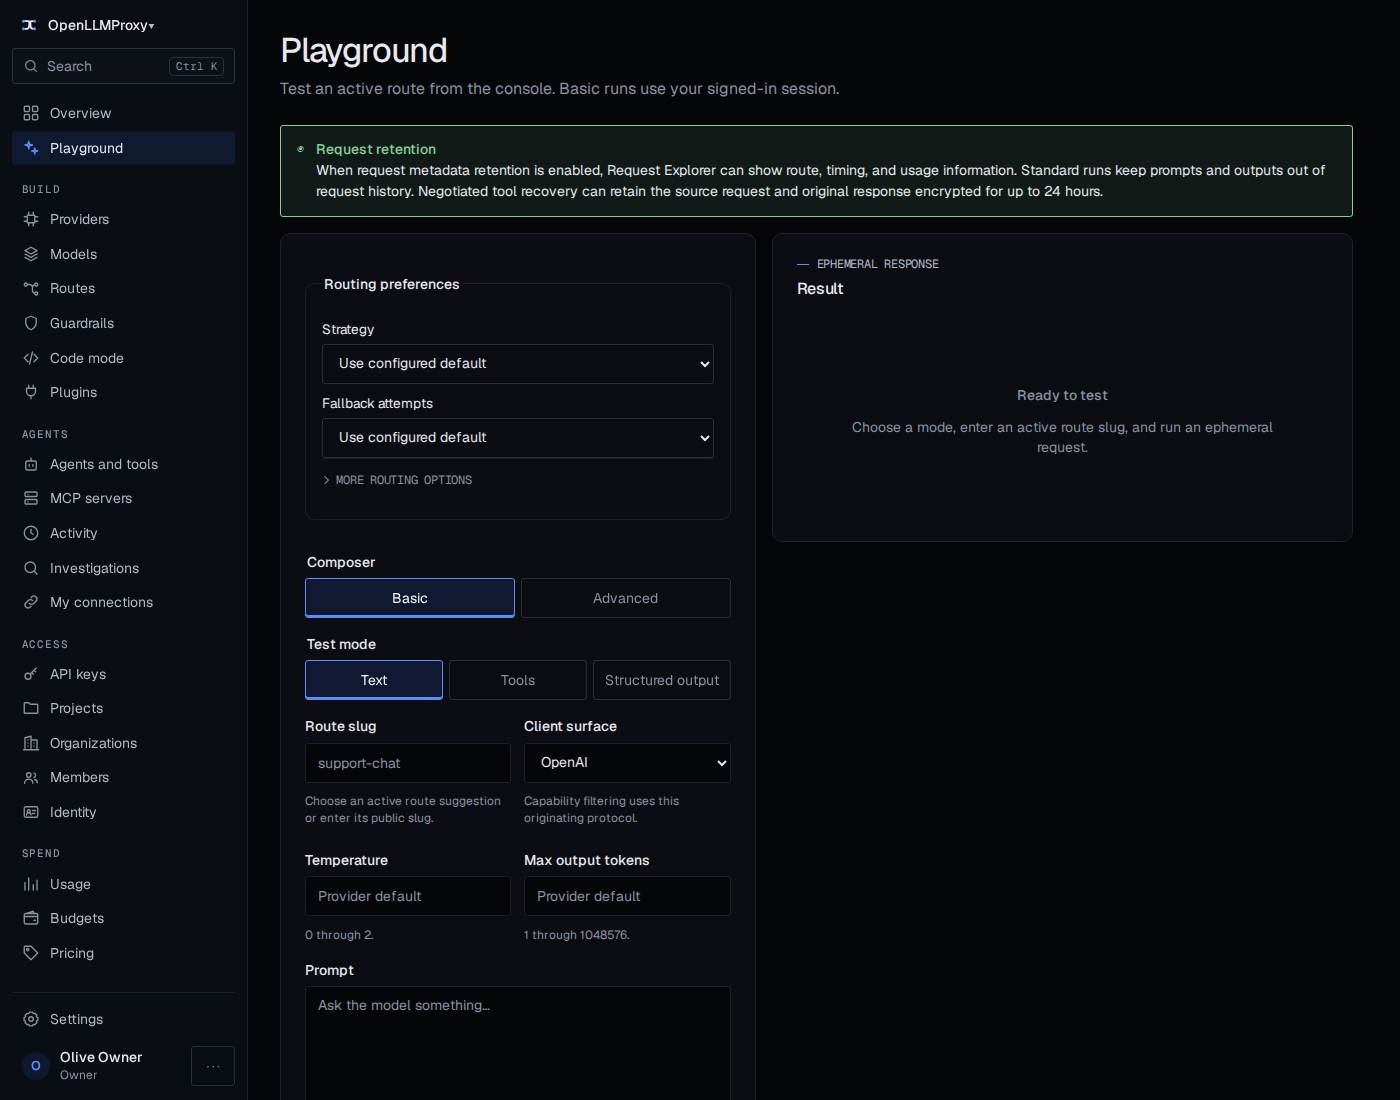 OpenLLMProxy▾
Search
Ctrl K
Overview
Playground
BUILD
Providers
Models
Routes
Guardrails
Code mode
Plugins
AGENTS
Agents and tools
MCP servers
Activity
Investigations
My connections
ACCESS
API keys
Projects
Organizations
Members
Identity
SPEND
Usage
Budgets
Pricing
Settings
O
Olive Owner
Owner
...
Playground
Test an active route from the console. Basic runs use your signed-in session.
Request retention
When request metadata retention is enabled, Request Explorer can show route, timing, and usage information. Standard runs keep prompts and outputs out of
request history. Negotiated tool recovery can retain the source request and original response encrypted for up to 24 hours.
Routing preferences
Strategy
Use configured default
Fallback attempts
Use configured default
MORE ROUTING OPTIONS
Composer
Basic
Advanced
Test mode
Text
Tools
Structured output
Route slug
Client surface
support-chat
OpenAI
Choose an active route suggestion
or enter its public slug.
Capability filtering uses this
originating protocol.
Temperature
Max output tokens
Provider default
Provider default
0 through 2.
1 through 1048576.
Prompt
Ask the model something...
EPHEMERAL RESPONSE
Result
Ready to test
Choose a mode, enter an active route slug, and run an ephemeral
request.